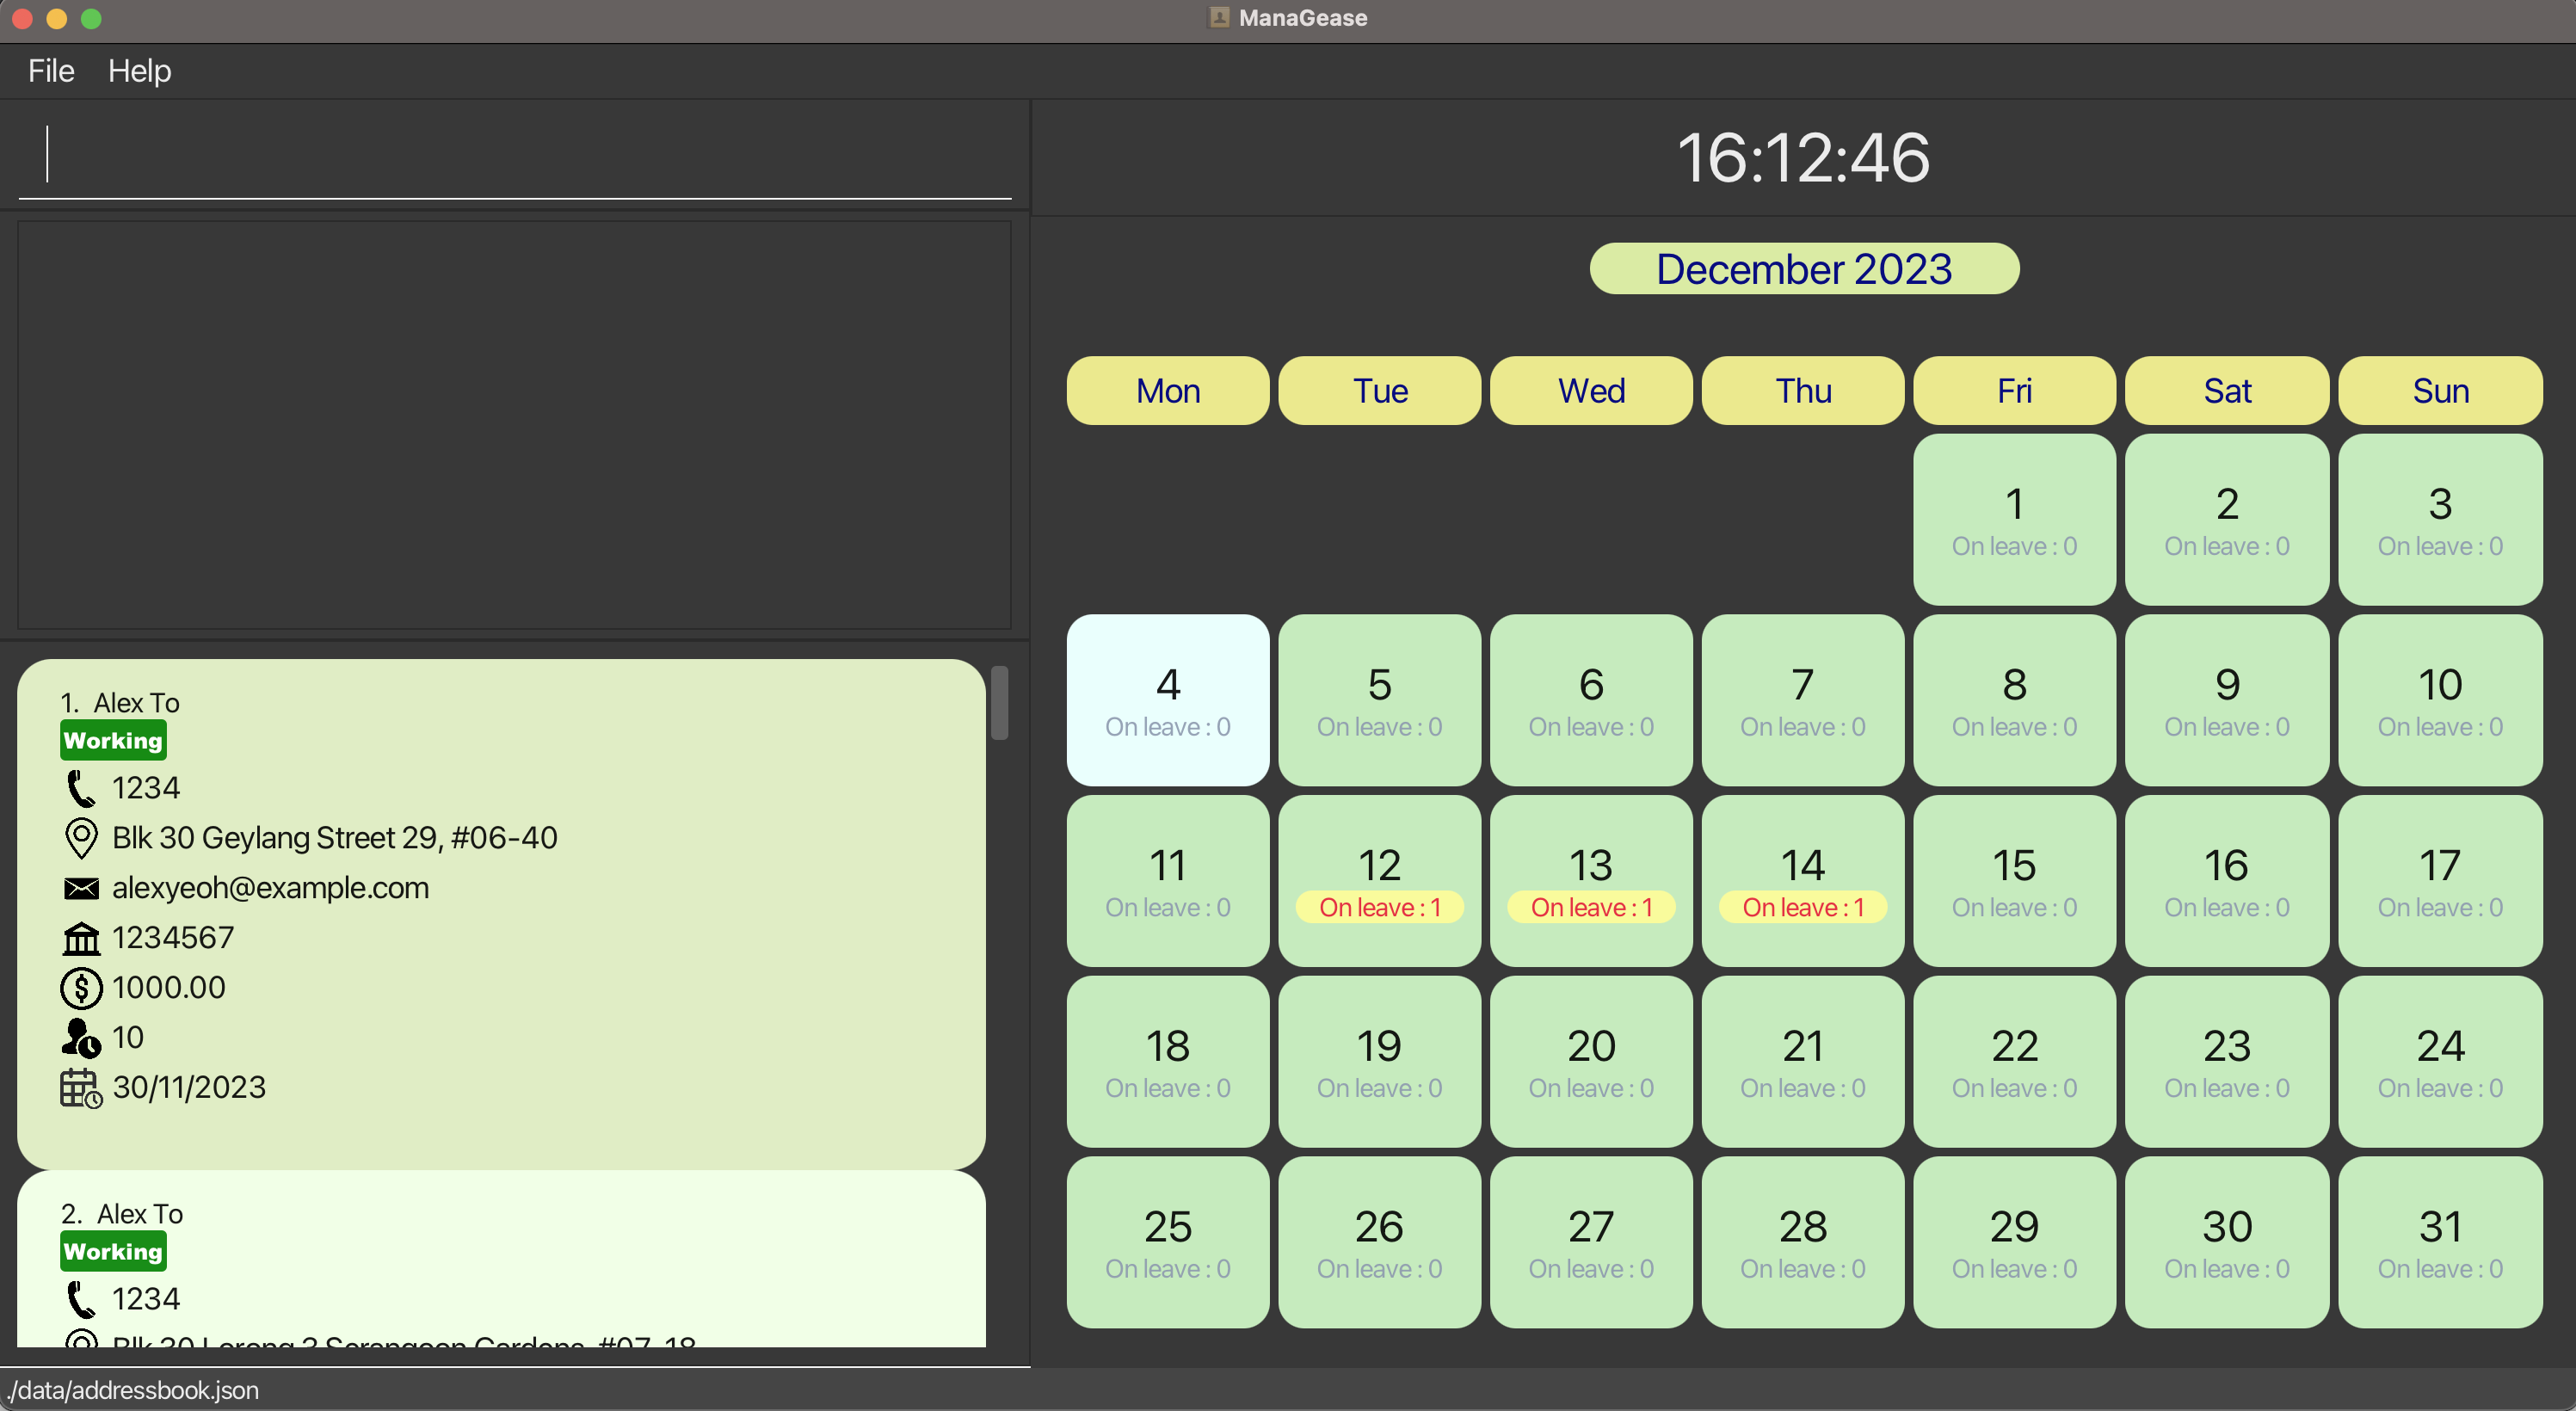 ManaGease
File Help
16:12:46
December 2023
Mon Tue Wed Thu Fri Sat Sun
1 2 3
On leave : 0 On leave : 0 On leave : 0
4 5 6 7 8 9 10
On leave : 0 On leave : 0 On leave : 0 On leave : 0 On leave : 0 On leave : 0 On leave : 0
11 12 13 14 15 16 17
On leave : 0 On leave : 1 On leave : 1 On leave : 1 On leave : 0 On leave : 0 On leave : 0
18 19 20 21 22 23 24
On leave : 0 On leave : 0 On leave : 0 On leave : 0 On leave : 0 On leave : 0 On leave : 0
25 26 27 28 29 30 31
On leave : 0 On leave : 0 On leave : 0 On leave : 0 On leave : 0 On leave : 0 On leave : 0
1. Alex To
Working
1234
Blk 30 Geylang Street 29, #06-40
alexyeoh@example.com
1234567
1000.00
10
30/11/2023
2. Alex To
Working
1234
Blk 30 Lorong 3 Serangoon Gardens, #07-18
./data/addressbook.json